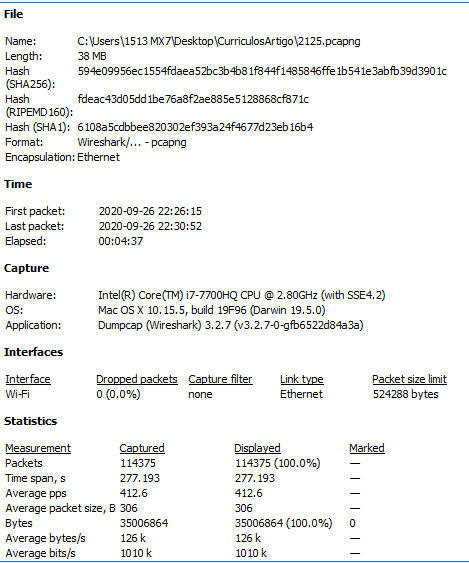 File
Name: C:\Users\1513 MX7\Desktop\CurriculosArtigo\2125.pcapng
Length: 38 MB
Hash (SHA256): 594e09956ec1554fdaea52bc3b4b81f844f1485846ffe1b541e3abfb39d3901c
Hash (RIPEMD160): fdeac43d05dd1be76a8f2ae885e5128868cf871c
Hash (SHA1): 6108a5cdbbee820302ef393a24f4677d23eb16b4
Format: Wireshark/... - pcapng
Encapsulation: Ethernet
Time
First packet: 2020-09-26 22:26:15
Last packet: 2020-09-26 22:30:52
Elapsed: 00:04:37
Capture
Hardware: Intel(R) Core(TM) i7-7700HQ CPU @ 2.80GHz (with SSE4.2)
OS: Mac OS X 10.15.5, build 19F96 (Darwin 19.5.0)
Application: Dumpcap (Wireshark) 3.2.7 (v3.2.7-0-gfb6522d84a3a)
Interfaces
Interface Dropped packets Capture filter Link type Packet size limit
Wi-Fi 0 (0.0%) none Ethernet 524288 bytes
Statistics
Measurement Captured Displayed Marked
Packets 114375 114375 (100.0%) —
Time span, s 277.193 277.193 —
Average pps 412.6 412.6 —
Average packet size, B 306 306 —
Bytes 35006864 35006864 (100.0%) 0
Average bytes/s 126 k 126 k —
Average bits/s 1010 k 1010 k —